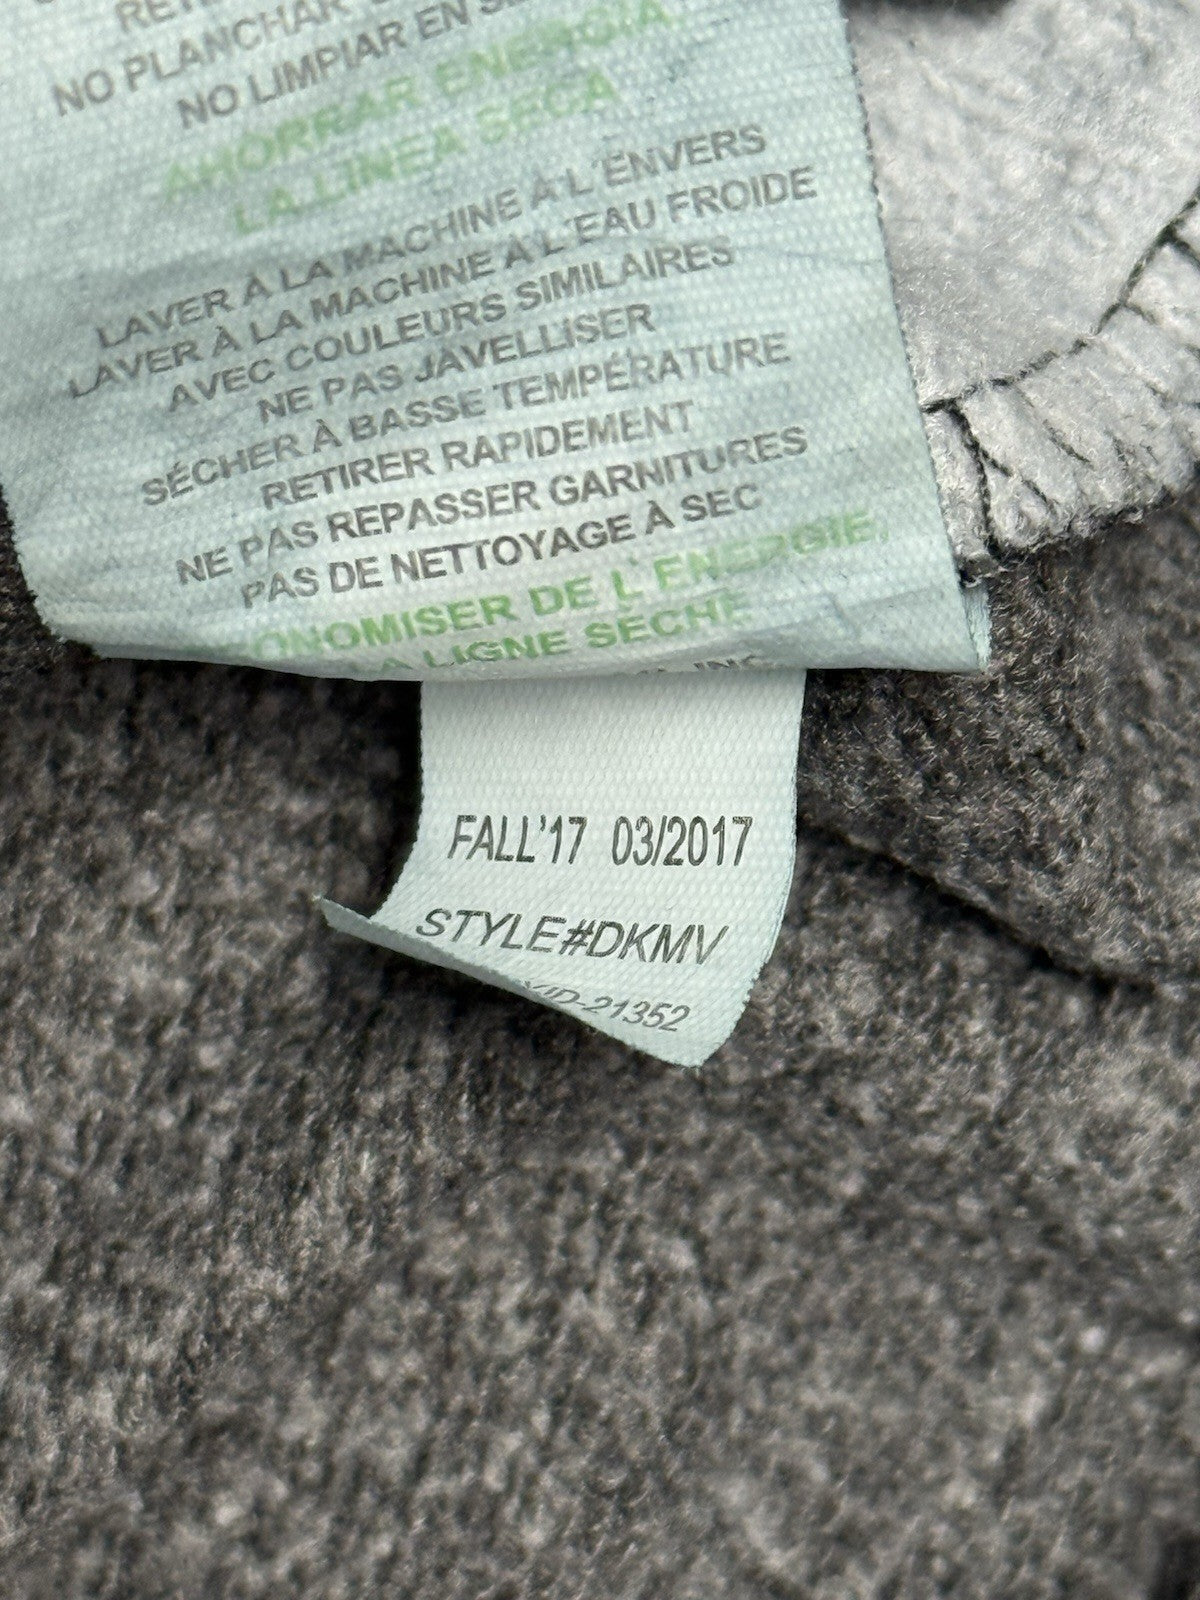 NO PLANCHAR
NO LIMPIAR EN
AHORRAR ENERGIA
LA LINEA SECA
LAVER À LA MACHINE À L'ENVERS
LAVER À LA MACHINE À L'EAU FROIDE
AVEC COULEURS SIMILAIRES
NE PAS JAVELLISER
SÉCHER À BASSE TEMPÉRATURE
RETIRER RAPIDEMENT
NE PAS REPASSER GARNITURES
PAS DE NETTOYAGE À SEC
ONOMISER DE L'ENERGIE,
LA LIGNE SÈCHE
INC
FALL'17 03/2017
STYLE#DKMV
21352